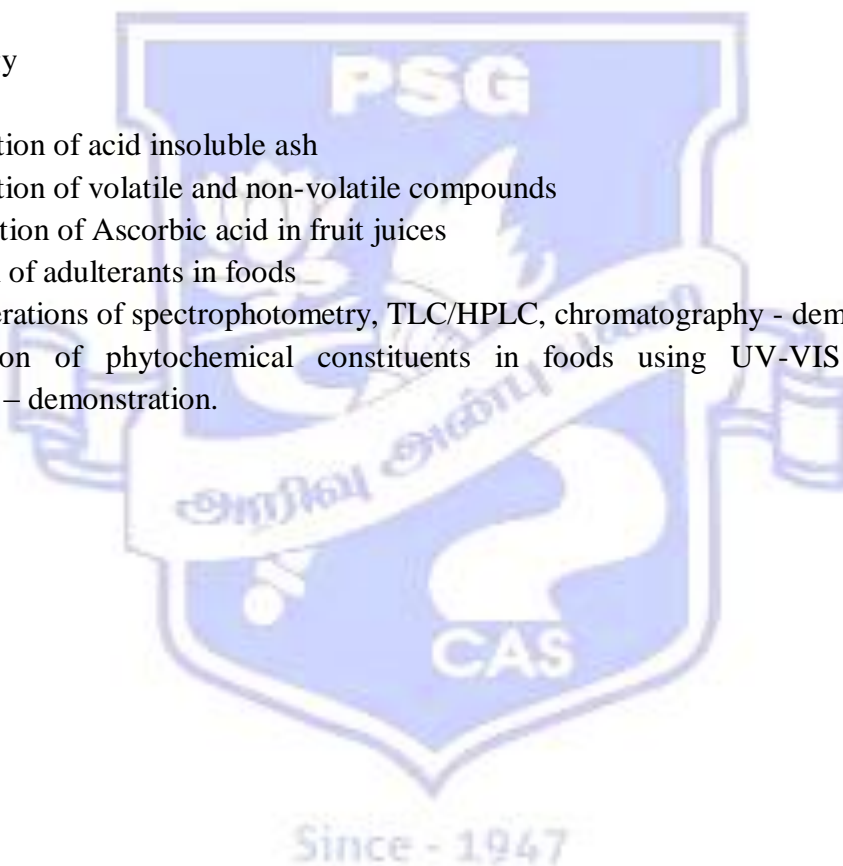 y
tion of acid insoluble ash
tion of volatile and non-volatile compounds
tion of Ascorbic acid in fruit juices
of adulterants in foods
erations of spectrophotometry, TLC/HPLC, chromatography - dem
on of phytochemical constituents in foods using UV-VIS
– demonstration.
PSG
அறிவு அன்பு
CAS
Since - 1947